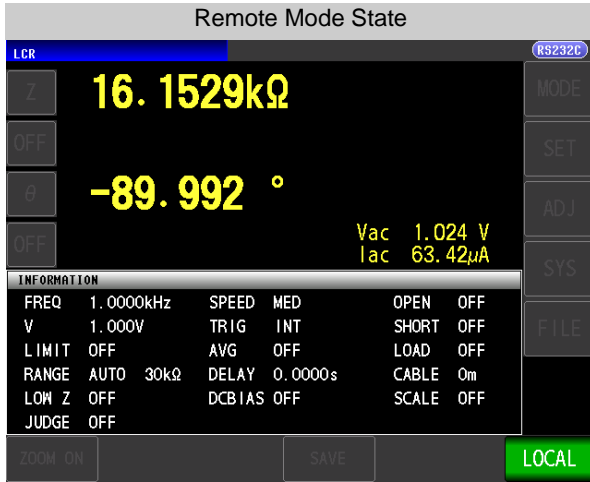 Remote Mode State
LCR RS232C
Z 16.1529kΩ MODE
OFF SET
θ -89.992 ° ADJ
OFF Vac 1.024 V
Iac 63.42μA SYS
INFORMATION
FREQ 1.0000kHz SPEED MED OPEN OFF
V 1.000V TRIG INT SHORT OFF FILE
LIMIT OFF AVG OFF LOAD OFF
RANGE AUTO 30kΩ DELAY 0.0000s CABLE 0m
LOW Z OFF DCBIAS OFF SCALE OFF
JUDGE OFF
ZOOM ON SAVE LOCAL